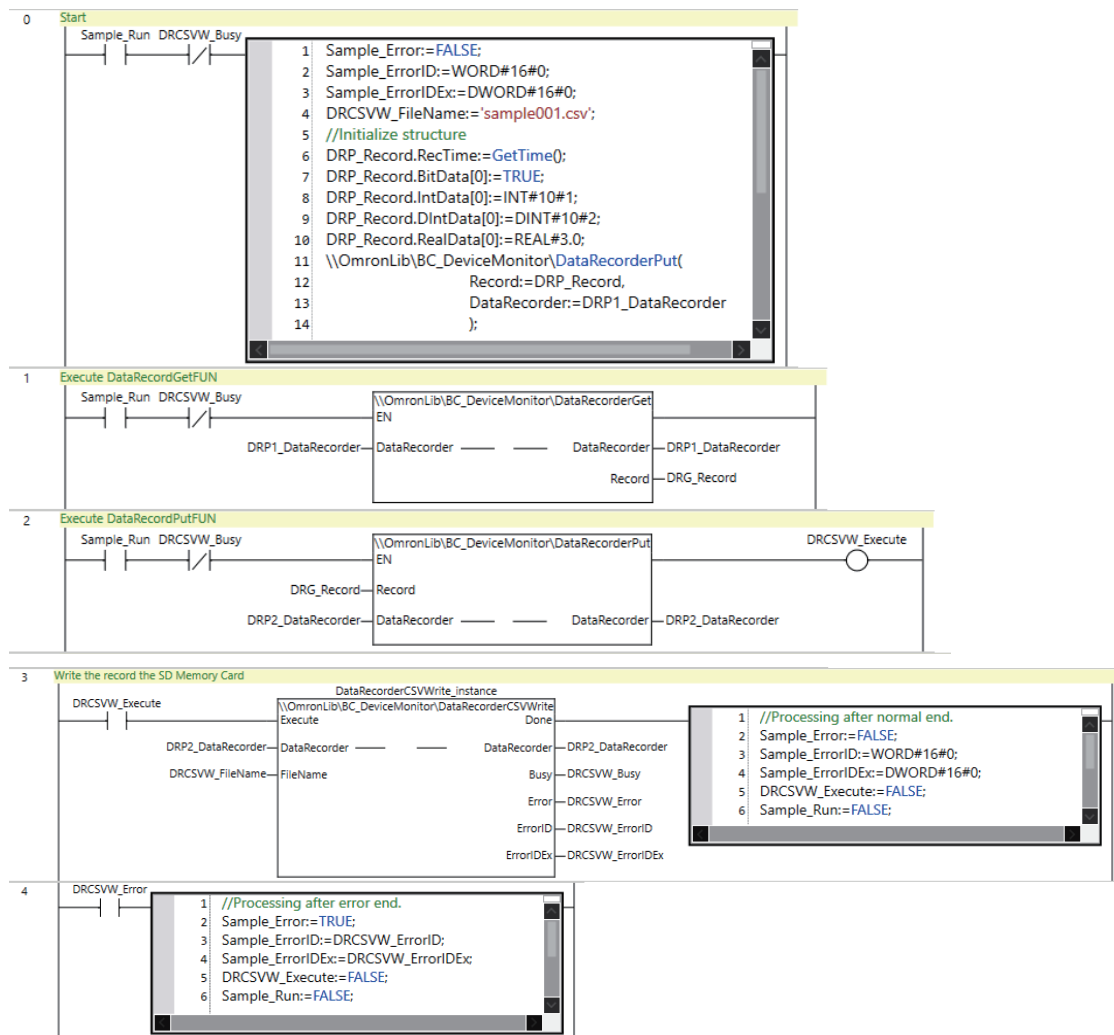 0 Start
Sample_Run DRCSVW_Busy
1 Sample_Error:=FALSE;
2 Sample_ErrorID:=WORD#16#0;
3 Sample_ErrorIDEx:=DWORD#16#0;
4 DRCSVW_FileName:='sample001.csv';
5 //Initialize structure
6 DRP_Record.RecTime:=GetTime();
7 DRP_Record.BitData[0]:=TRUE;
8 DRP_Record.IntData[0]:=INT#10#1;
9 DRP_Record.DIntData[0]:=DINT#10#2;
10 DRP_Record.RealData[0]:=REAL#3.0;
11 \\OmronLib\BC_DeviceMonitor\DataRecorderPut(
12 Record:=DRP_Record,
13 DataRecorder:=DRP1_DataRecorder
14 );
1 Execute DataRecordGetFUN
Sample_Run DRCSVW_Busy
\\OmronLib\BC_DeviceMonitor\DataRecorderGet
EN
DRP1_DataRecorder DataRecorder DataRecorder DRP1_DataRecorder
Record DRG_Record
2 Execute DataRecordPutFUN
Sample_Run DRCSVW_Busy
\\OmronLib\BC_DeviceMonitor\DataRecorderPut
DRCSVW_Execute
EN
DRG_Record Record
DRP2_DataRecorder DataRecorder DataRecorder DRP2_DataRecorder
3 Write the record the SD Memory Card
DataRecorderCSVWrite_instance
DRCSVW_Execute
\\OmronLib\BC_DeviceMonitor\DataRecorderCSVWrite
Execute Done
DRP2_DataRecorder DataRecorder DataRecorder DRP2_DataRecorder
DRCSVW_FileName FileName Busy DRCSVW_Busy
Error DRCSVW_Error
ErrorID DRCSVW_ErrorID
ErrorIDEx DRCSVW_ErrorIDEx
1 //Processing after normal end.
2 Sample_Error:=FALSE;
3 Sample_ErrorID:=WORD#16#0;
4 Sample_ErrorIDEx:=DWORD#16#0;
5 DRCSVW_Execute:=FALSE;
6 Sample_Run:=FALSE;
4 DRCSVW_Error
1 //Processing after error end.
2 Sample_Error:=TRUE;
3 Sample_ErrorID:=DRCSVW_ErrorID;
4 Sample_ErrorIDEx:=DRCSVW_ErrorIDEx;
5 DRCSVW_Execute:=FALSE;
6 Sample_Run:=FALSE;